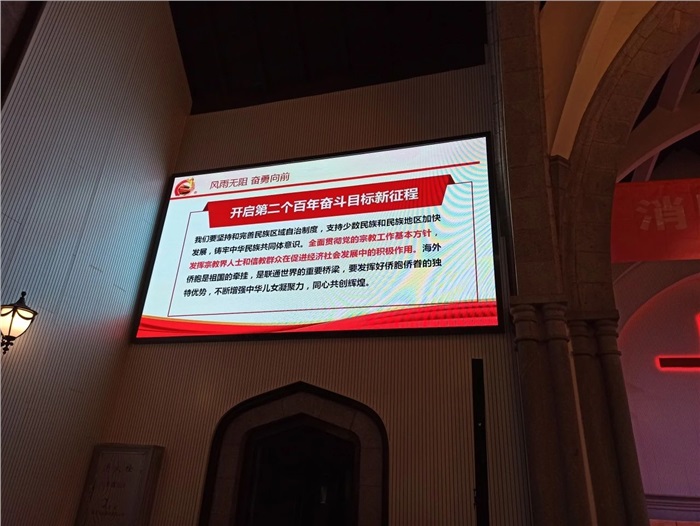 风雨无阻 奋勇向前
开启第二个百年奋斗目标新征程
我们要坚持和完善民族区域自治制度，支持少数民族和民族地区加快
发展，铸牢中华民族共同体意识。全面贯彻党的宗教工作基本方针，
发挥宗教界人士和信教群众在促进经济社会发展中的积极作用。海外
侨胞是祖国的牵挂，是联通世界的重要桥梁，要发挥好侨胞侨眷的独
特优势，不断增强中华儿女凝聚力，同心共创辉煌。
消